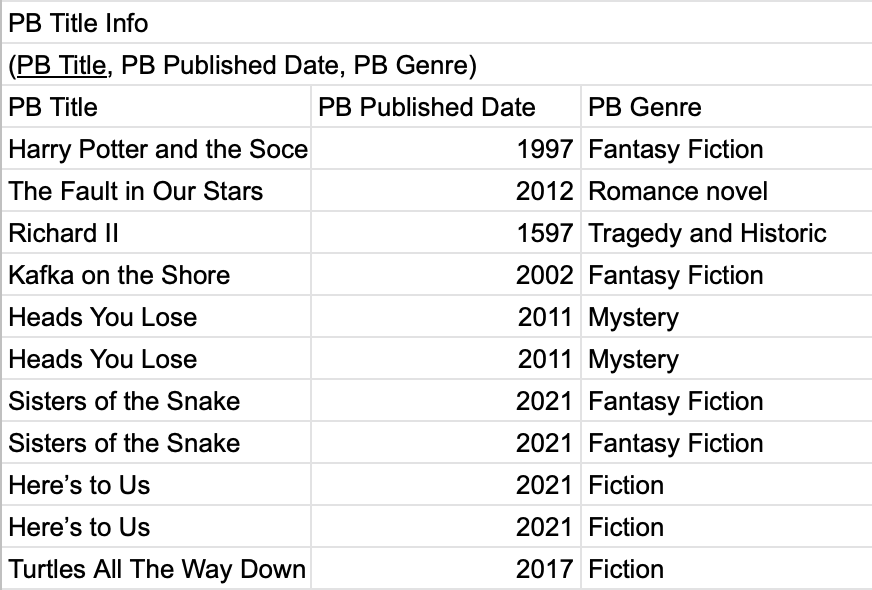 PB Title Info
(PB Title, PB Published Date, PB Genre)
PB Title PB Published Date PB Genre
Harry Potter and the Soce 1997 Fantasy Fiction
The Fault in Our Stars 2012 Romance novel
Richard II 1597 Tragedy and Historic
Kafka on the Shore 2002 Fantasy Fiction
Heads You Lose 2011 Mystery
Heads You Lose 2011 Mystery
Sisters of the Snake 2021 Fantasy Fiction
Sisters of the Snake 2021 Fantasy Fiction
Here’s to Us 2021 Fiction
Here’s to Us 2021 Fiction
Turtles All The Way Down 2017 Fiction